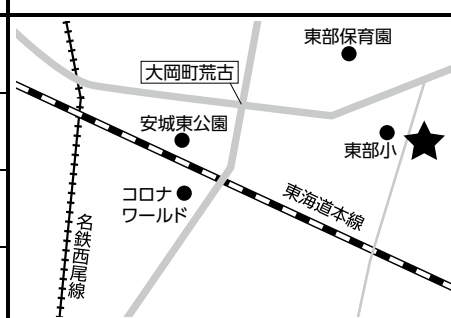 東部保育園
大岡町荒古
安城東公園
東部小
コロナ
ワールド
東海道本線
名鉄西尾線